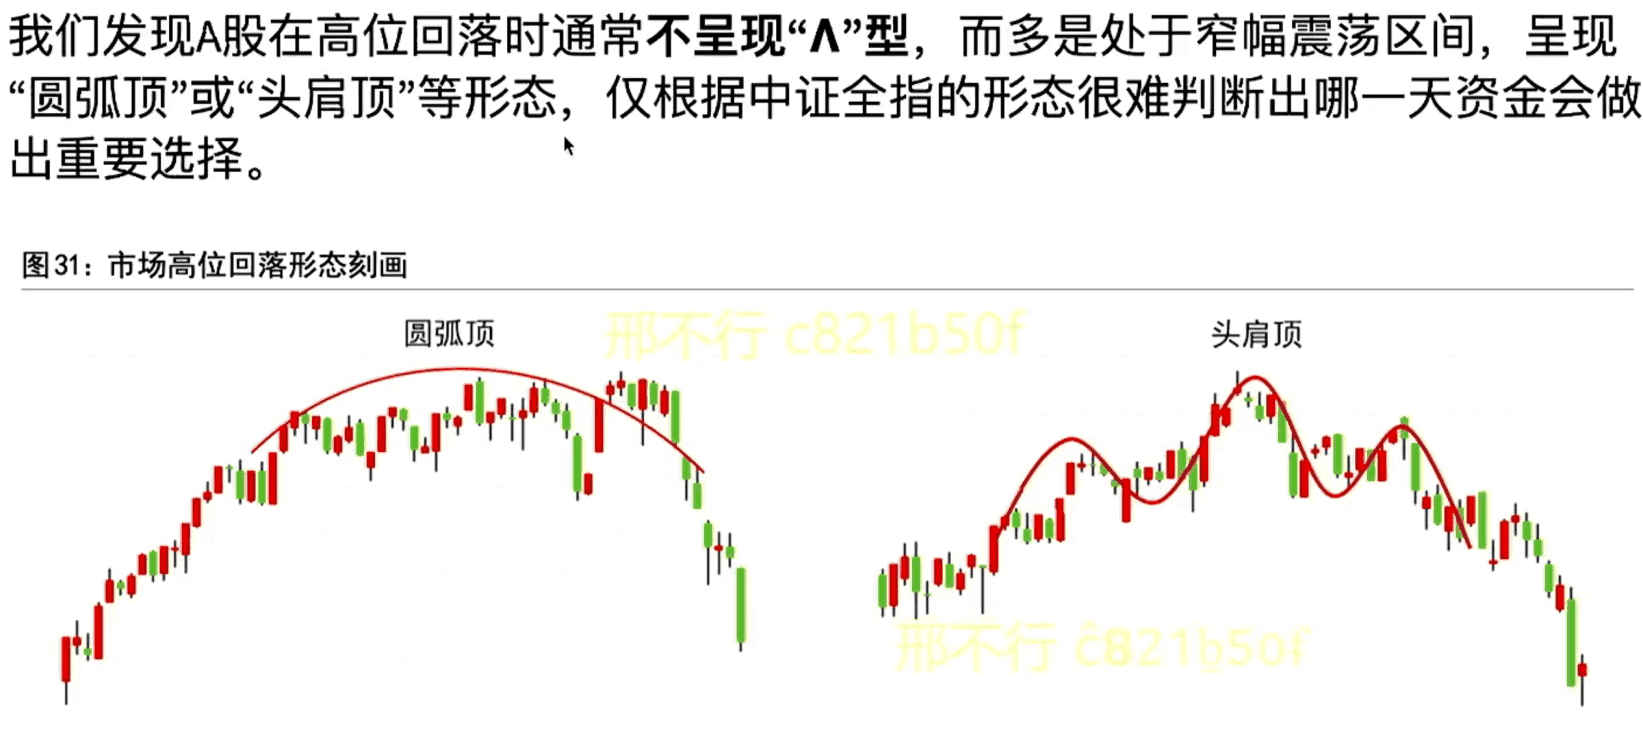 我们发现A股在高位回落时通常不呈现“Λ”型，而多是处于窄幅震荡区间，呈现
“圆弧顶”或“头肩顶”等形态，仅根据中证全指的形态很难判断出哪一天资金会做
出重要选择。
图31：市场高位回落形态刻画
圆弧顶
邢不行 c821b50f
头肩顶
邢不行 c821b50f